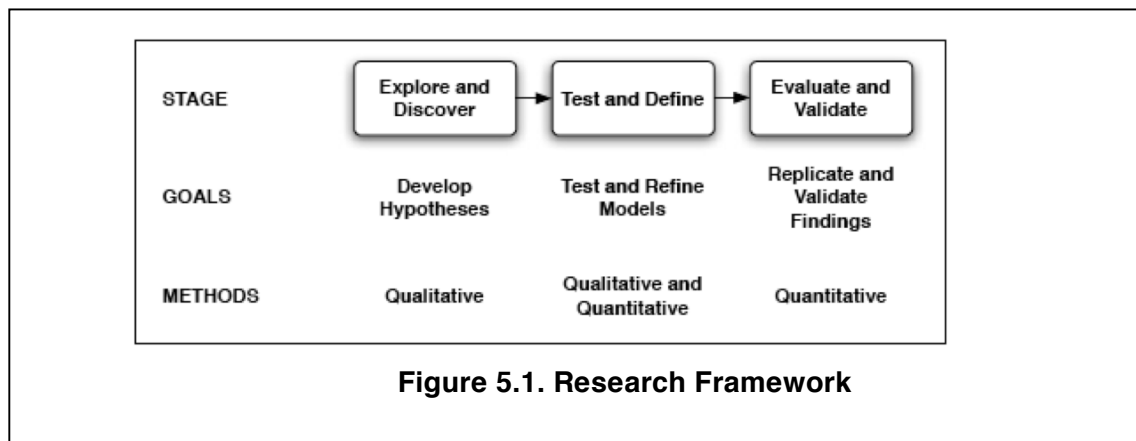 STAGE
Explore and
Discover
Test and Define
Evaluate and
Validate
GOALS
Develop
Hypotheses
Test and Refine
Models
Replicate and
Validate
Findings
METHODS
Qualitative
Qualitative and
Quantitative
Quantitative
Figure 5.1. Research Framework